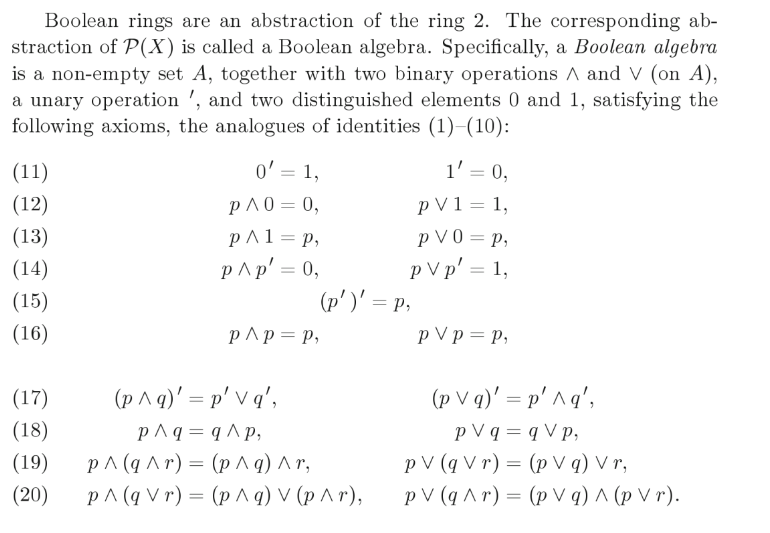 Boolean rings are an abstraction of the ring 2. The corresponding ab-
straction of 𝒫(X) is called a Boolean algebra. Specifically, a Boolean algebra
is a non-empty set A, together with two binary operations ∧ and ∨ (on A),
a unary operation ′, and two distinguished elements 0 and 1, satisfying the
following axioms, the analogues of identities (1)–(10):
(11) 0′ = 1, 1′ = 0,
(12) p ∧ 0 = 0, p ∨ 1 = 1,
(13) p ∧ 1 = p, p ∨ 0 = p,
(14) p ∧ p′ = 0, p ∨ p′ = 1,
(15) (p′)′ = p,
(16) p ∧ p = p, p ∨ p = p,
(17) (p ∧ q)′ = p′ ∨ q′, (p ∨ q)′ = p′ ∧ q′,
(18) p ∧ q = q ∧ p, p ∨ q = q ∨ p,
(19) p ∧ (q ∧ r) = (p ∧ q) ∧ r, p ∨ (q ∨ r) = (p ∨ q) ∨ r,
(20) p ∧ (q ∨ r) = (p ∧ q) ∨ (p ∧ r), p ∨ (q ∧ r) = (p ∨ q) ∧ (p ∨ r).